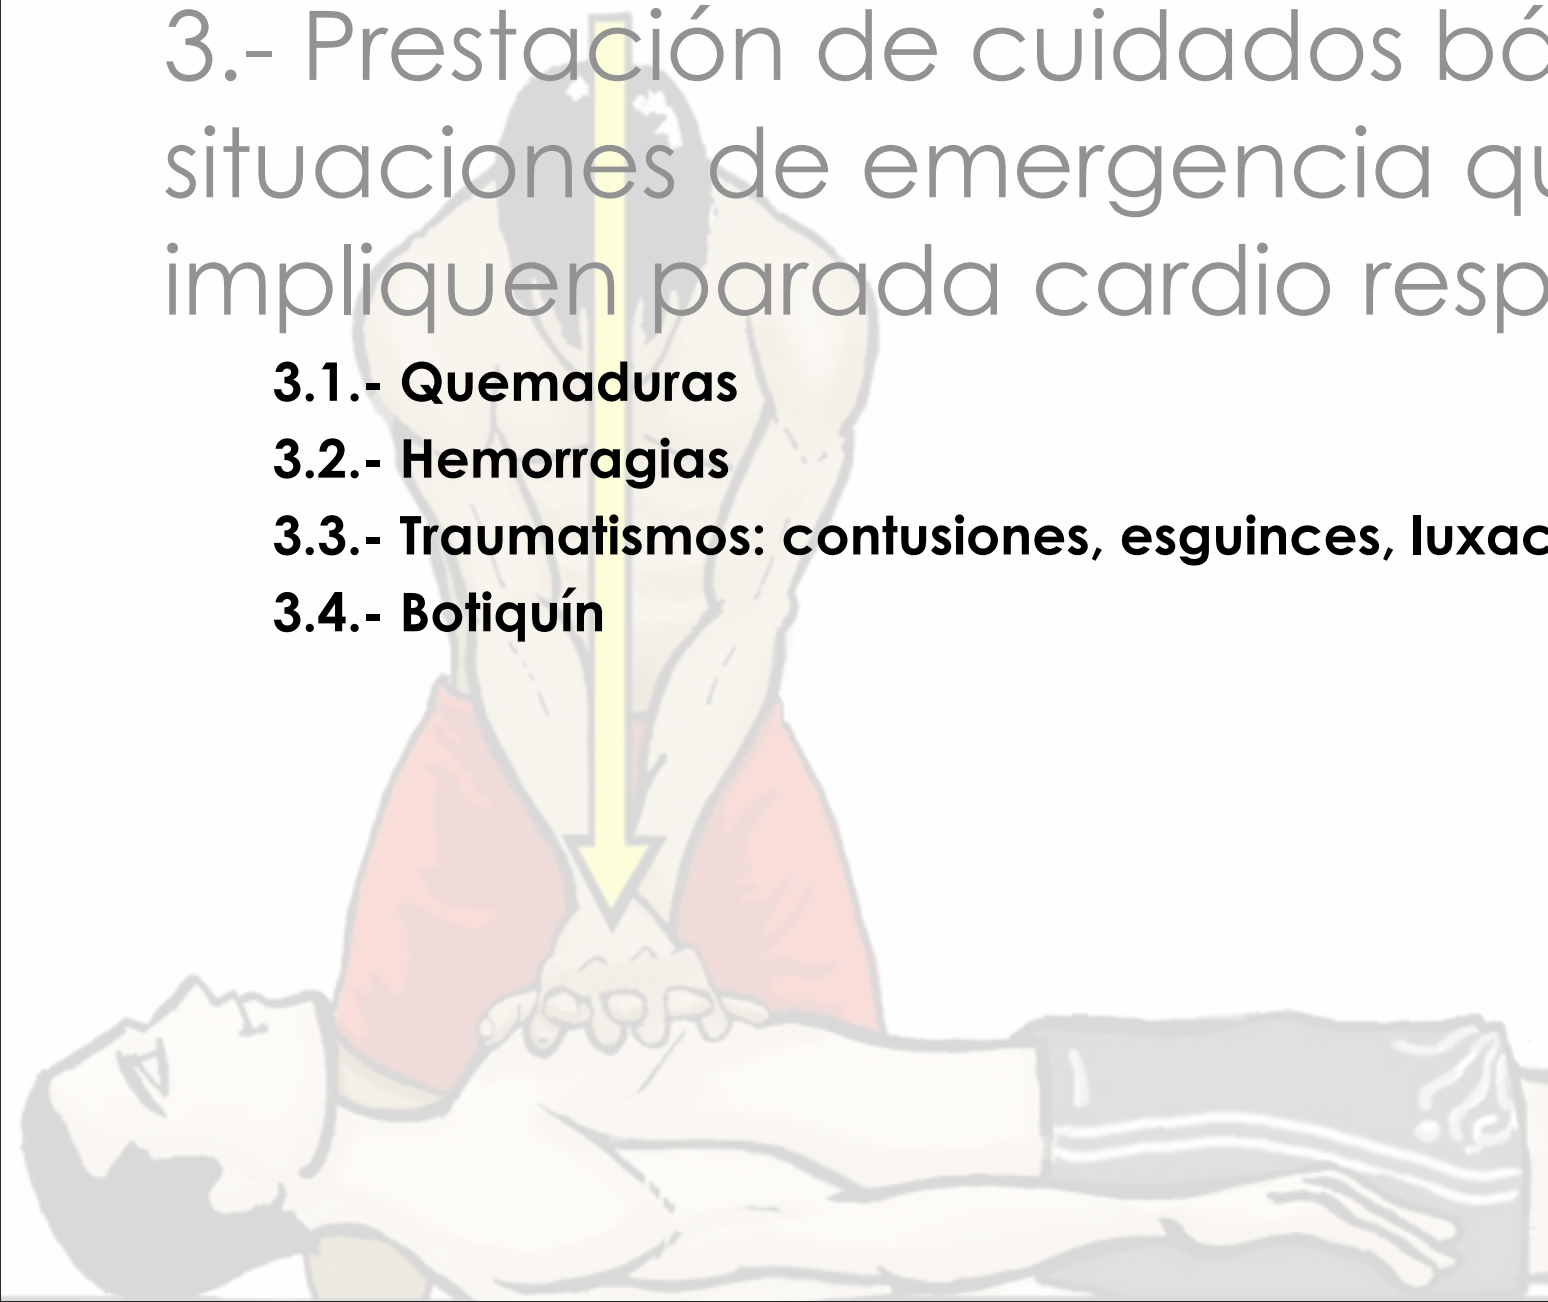 3.- Prestación de cuidados bá
situaciones de emergencia qu
impliquen parada cardio resp
3.1.- Quemaduras
3.2.- Hemorragias
3.3.- Traumatismos: contusiones, esguinces, luxac
3.4.- Botiquín